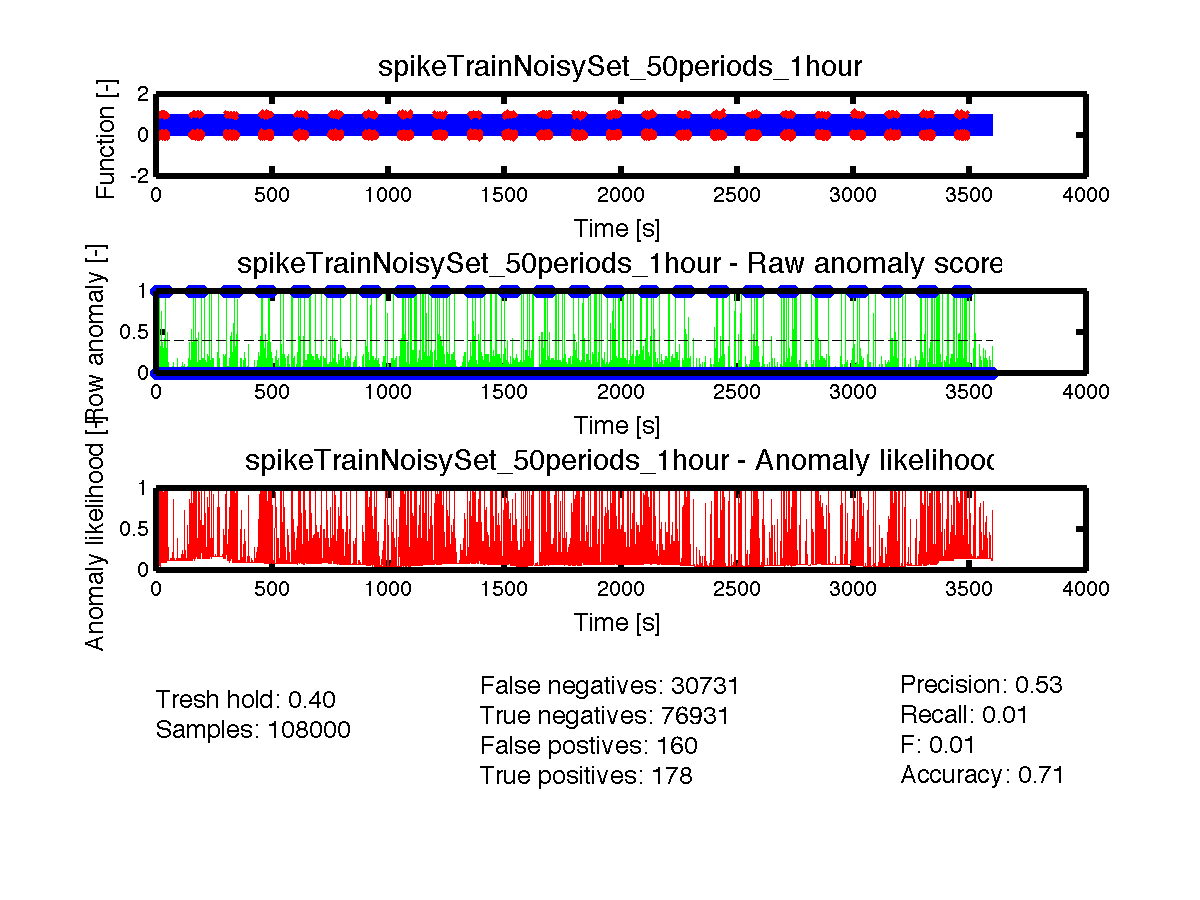 spikeTrainNoisySet_50periods_1hour
Function [-]
2
0
-2
0 500 1000 1500 2000 2500 3000 3500 4000
Time [s]
spikeTrainNoisySet_50periods_1hour - Raw anomaly score
Row anomaly [-]
1
0.5
0
0 500 1000 1500 2000 2500 3000 3500 4000
Time [s]
spikeTrainNoisySet_50periods_1hour - Anomaly likelihood
Anomaly likelihood [-]
1
0.5
0
0 500 1000 1500 2000 2500 3000 3500 4000
Time [s]
Tresh hold: 0.40
Samples: 108000
False negatives: 30731
True negatives: 76931
False postives: 160
True positives: 178
Precision: 0.53
Recall: 0.01
F: 0.01
Accuracy: 0.71